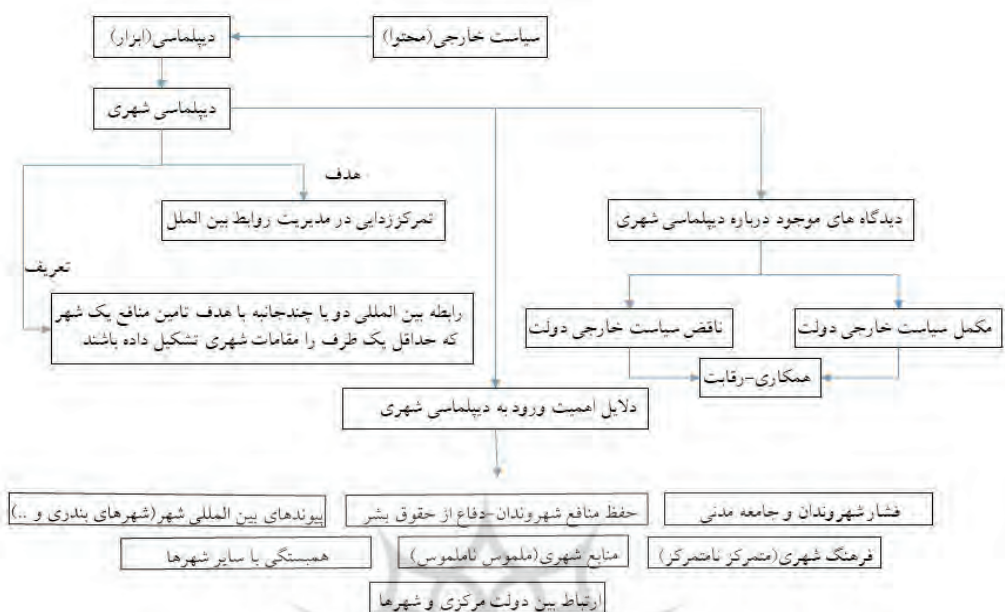 سیاست خارجی(محتوا)
دیپلماسی(ابزار)
دیپلماسی شهری
هدف
تمرکززدایی در مدیریت روابط بین الملل
دیدگاه های موجود درباره دیپلماسی شهری
تعریف
رابطه بین المللی دو یا چندجانبه با هدف تامین منافع یک شهر
که حداقل یک طرف را مقامات شهری تشکیل داده باشند
مکمل سیاست خارجی دولت
ناقض سیاست خارجی دولت
همکاری-رقابت
دلایل اهمیت ورود به دیپلماسی شهری
فشار شهروندان و جامعه مدنی
حفظ منافع شهروندان-دفاع از حقوق بشر
پیوندهای بین المللی شهر(شهرهای بندری و ..)
فرهنگ شهری(متمرکز نامتمرکز)
منابع شهری(ملموس ناملموس)
همبستگی با سایر شهرها
ارتباط بین دولت مرکزی و شهرها